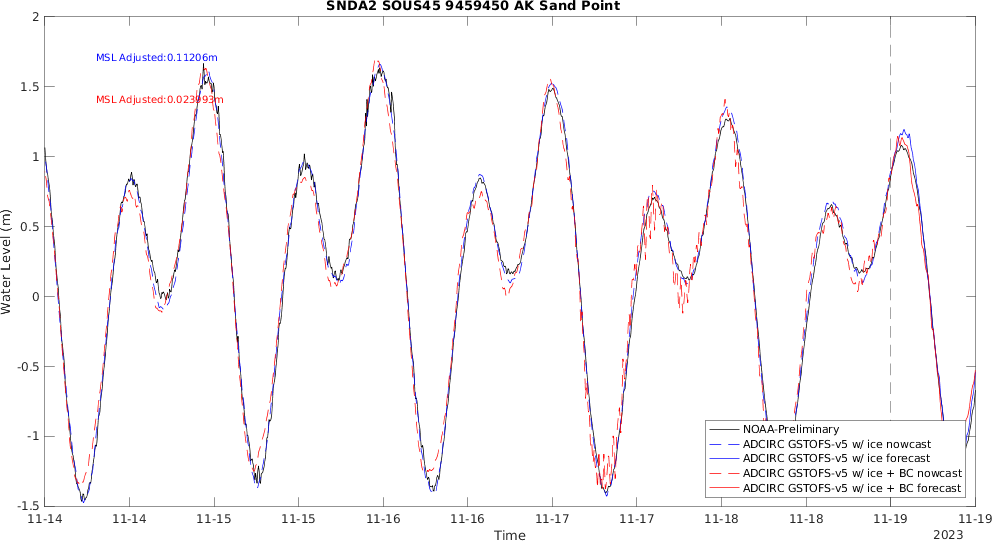 SNDA2 SOUS45 9459450 AK Sand Point
2
1.5
1
0.5
0
-0.5
-1
-1.5
Water Level (m)
MSL Adjusted:0.11206m
MSL Adjusted:0.023993m
NOAA-Preliminary
ADCIRC GSTOFS-v5 w/ ice nowcast
ADCIRC GSTOFS-v5 w/ ice forecast
ADCIRC GSTOFS-v5 w/ ice + BC nowcast
ADCIRC GSTOFS-v5 w/ ice + BC forecast
11-14 11-14 11-15 11-15 11-16 11-16 11-17 11-17 11-18 11-18 11-19 11-19
Time
2023